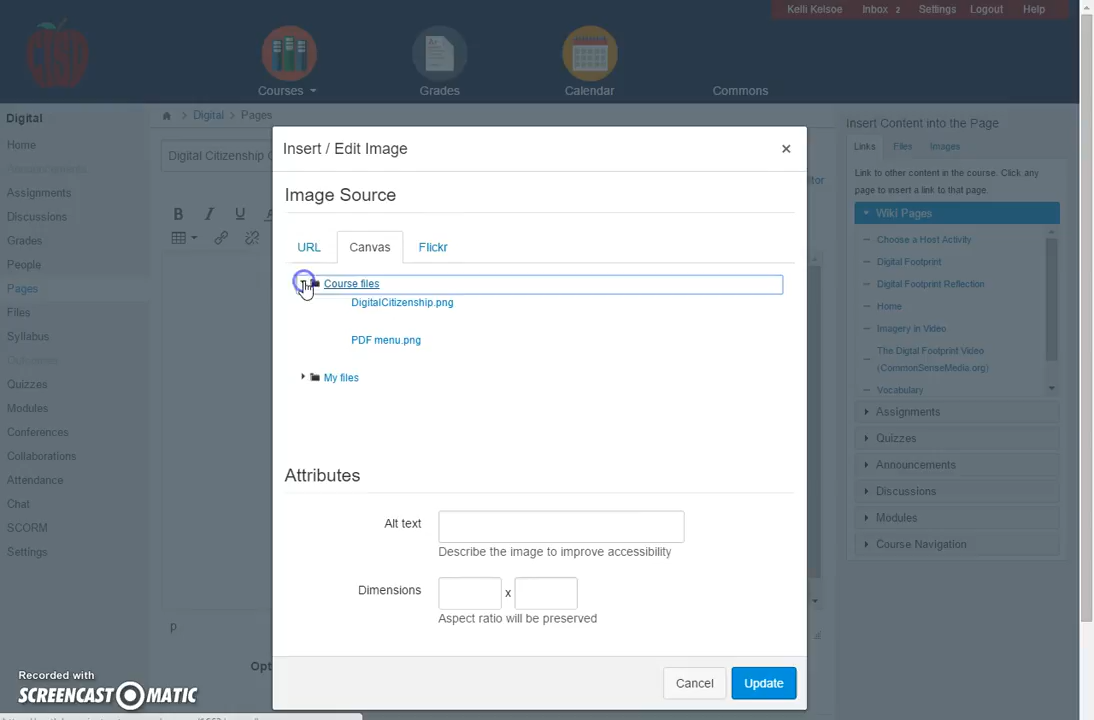 Kelli Kelsoe Inbox 2 Settings Logout Help
CISD
Courses Grades Calendar Commons
Digital
Home
Assignments
Discussions
Grades
People
Pages
Files
Syllabus
Quizzes
Modules
Conferences
Collaborations
Attendance
Chat
SCORM
Settings
Digital > Pages
Digital Citizenship
B I U
p
Insert / Edit Image ×
Image Source
URL Canvas Flickr
Course files
DigitalCitizenship.png
PDF menu.png
My files
Attributes
Alt text
Describe the image to improve accessibility
Dimensions x
Aspect ratio will be preserved
Cancel Update
Insert Content into the Page
Links Files Images
Link to other content in the course. Click any
page to insert a link to that page.
Wiki Pages
Choose a Host Activity
Digital Footprint
Digital Footprint Reflection
Home
Imagery in Video
The Digtal Footprint Video
(CommonSenseMedia.org)
Vocabulary
Assignments
Quizzes
Announcements
Discussions
Modules
Course Navigation
Recorded with
SCREENCAST MATIC